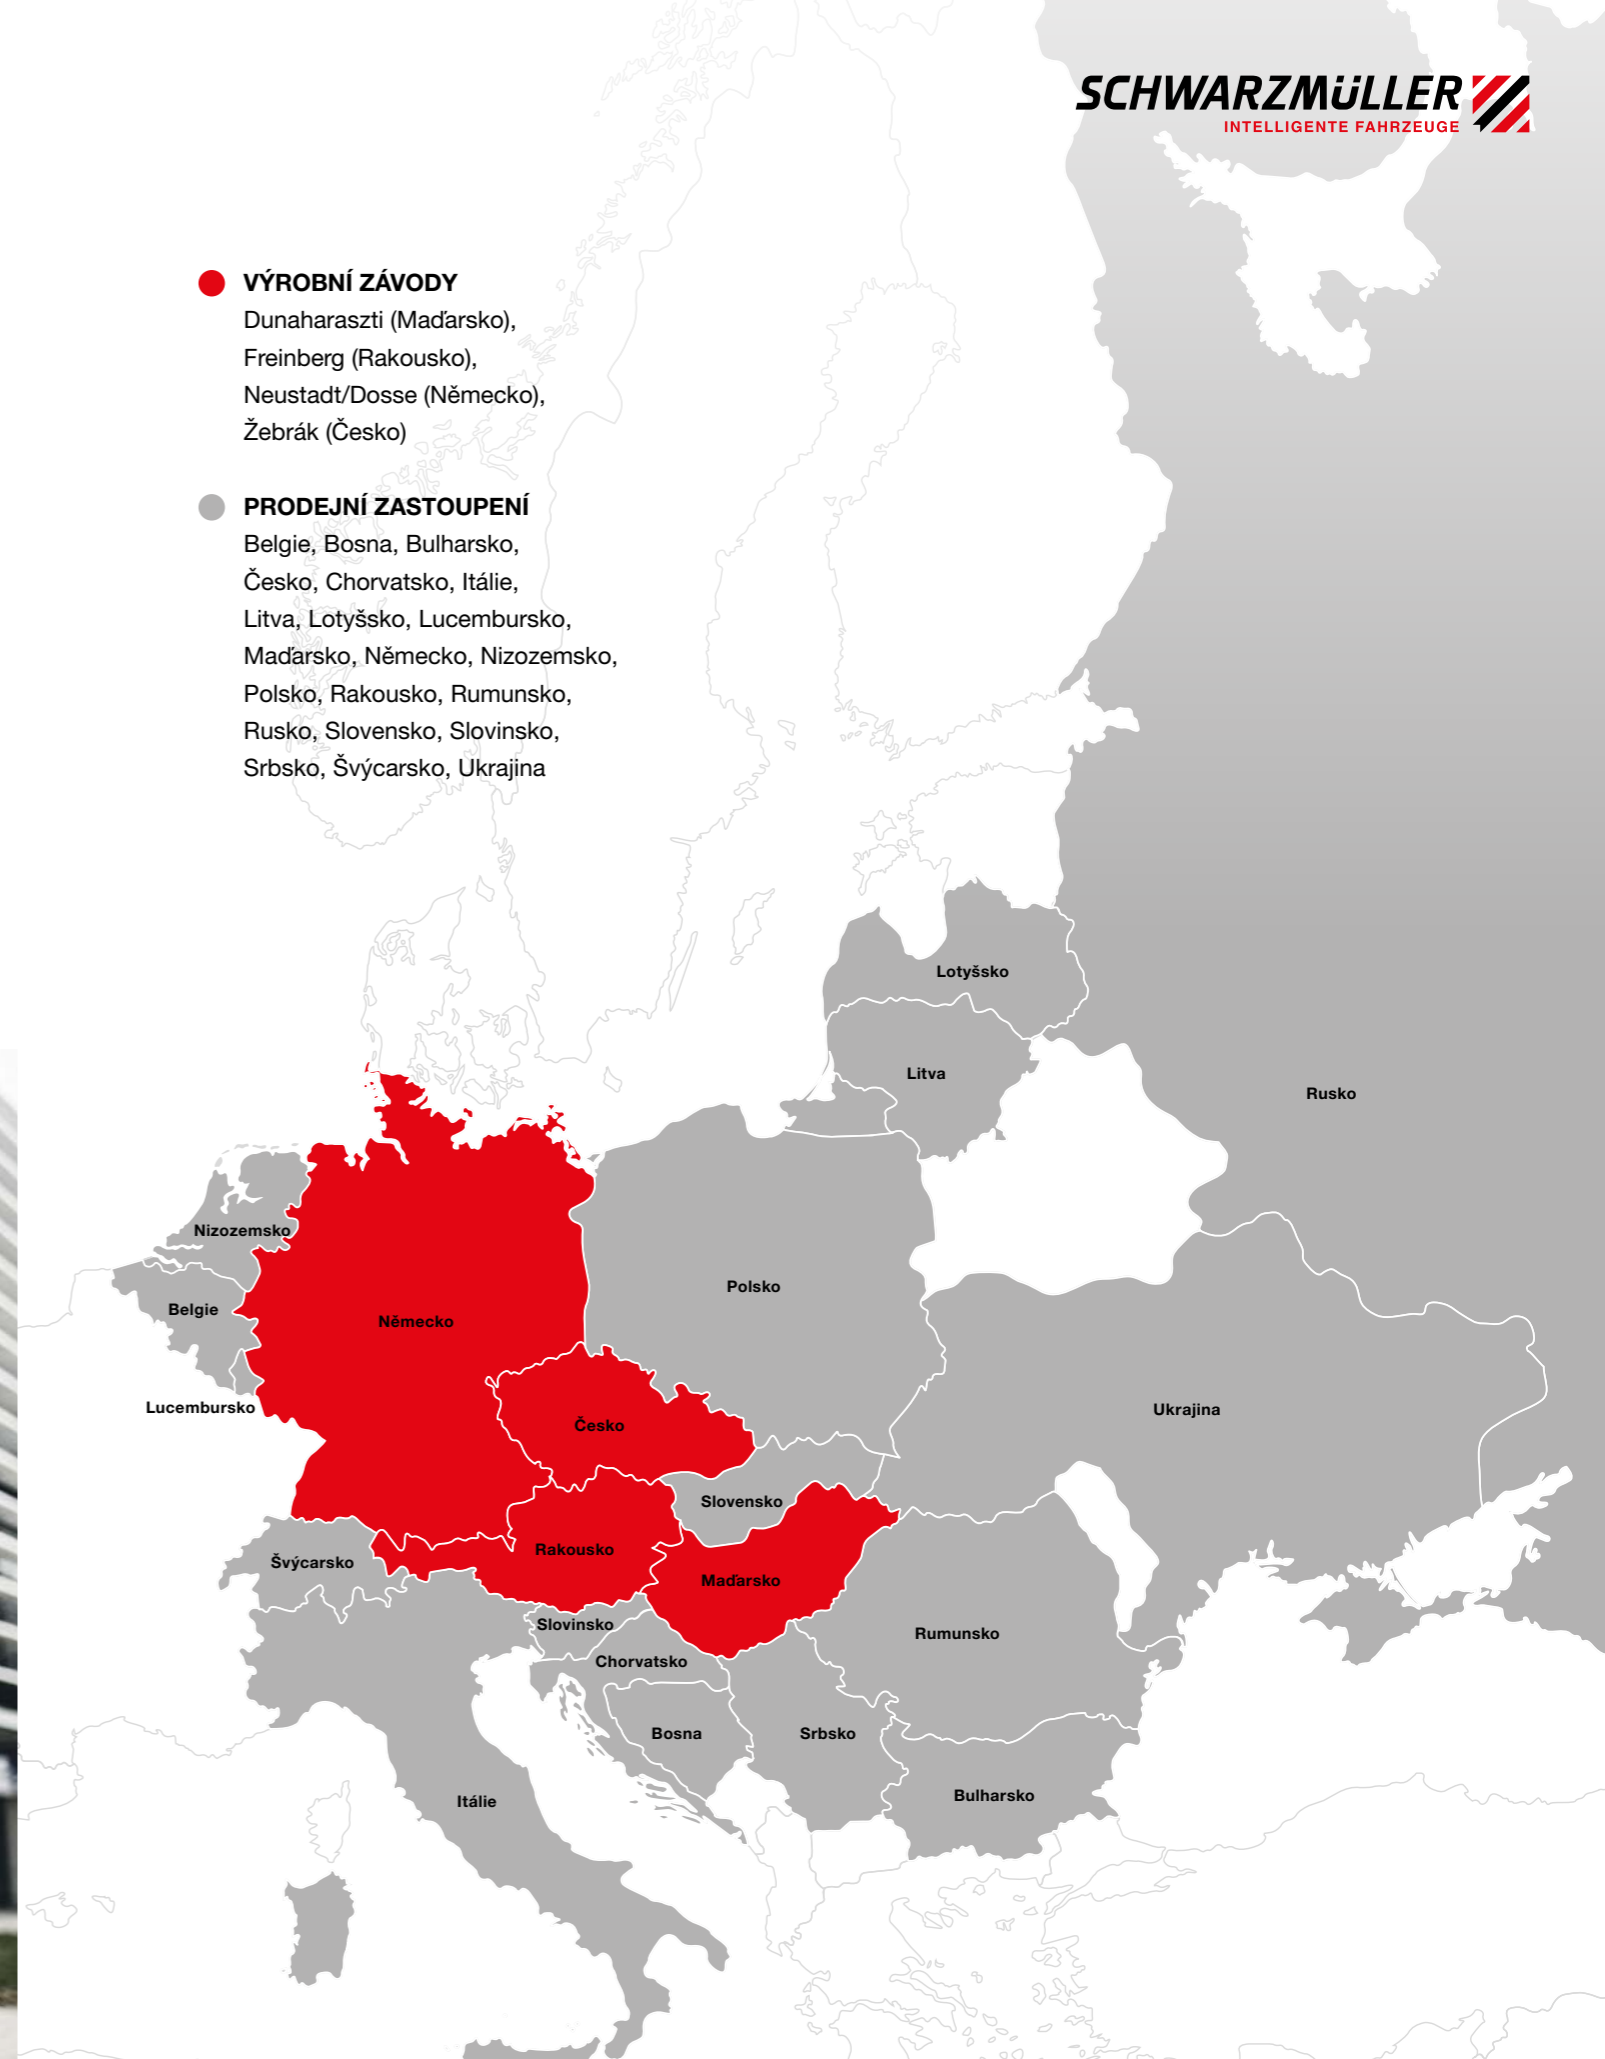 SCHWARZMÜLLER
INTELLIGENTE FAHRZEUGE
VÝROBNÍ ZÁVODY
Dunaharaszti (Maďarsko),
Freinberg (Rakousko),
Neustadt/Dosse (Německo),
Žebrák (Česko)
PRODEJNÍ ZASTOUPENÍ
Belgie, Bosna, Bulharsko,
Česko, Chorvatsko, Itálie,
Litva, Lotyšsko, Lucembursko,
Maďarsko, Německo, Nizozemsko,
Polsko, Rakousko, Rumunsko,
Rusko, Slovensko, Slovinsko,
Srbsko, Švýcarsko, Ukrajina
Lotyšsko
Litva
Rusko
Nizozemsko
Polsko
Belgie
Německo
Lucembursko
Ukrajina
Česko
Slovensko
Rakousko
Švýcarsko
Maďarsko
Slovinsko
Rumunsko
Chorvatsko
Bosna
Srbsko
Bulharsko
Itálie